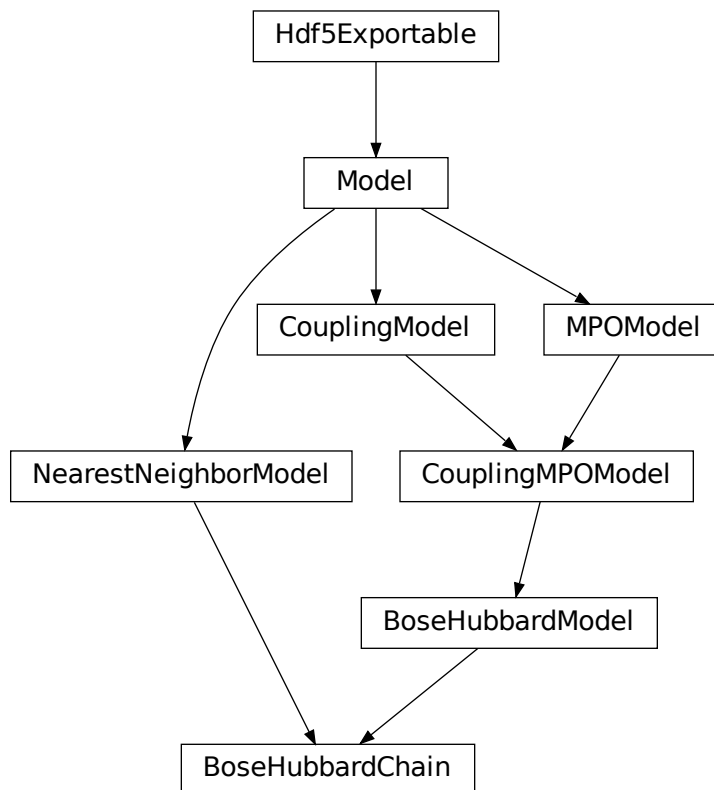 Hdf5Exportable
Model
CouplingModel
MPOModel
NearestNeighborModel
CouplingMPOModel
BoseHubbardModel
BoseHubbardChain